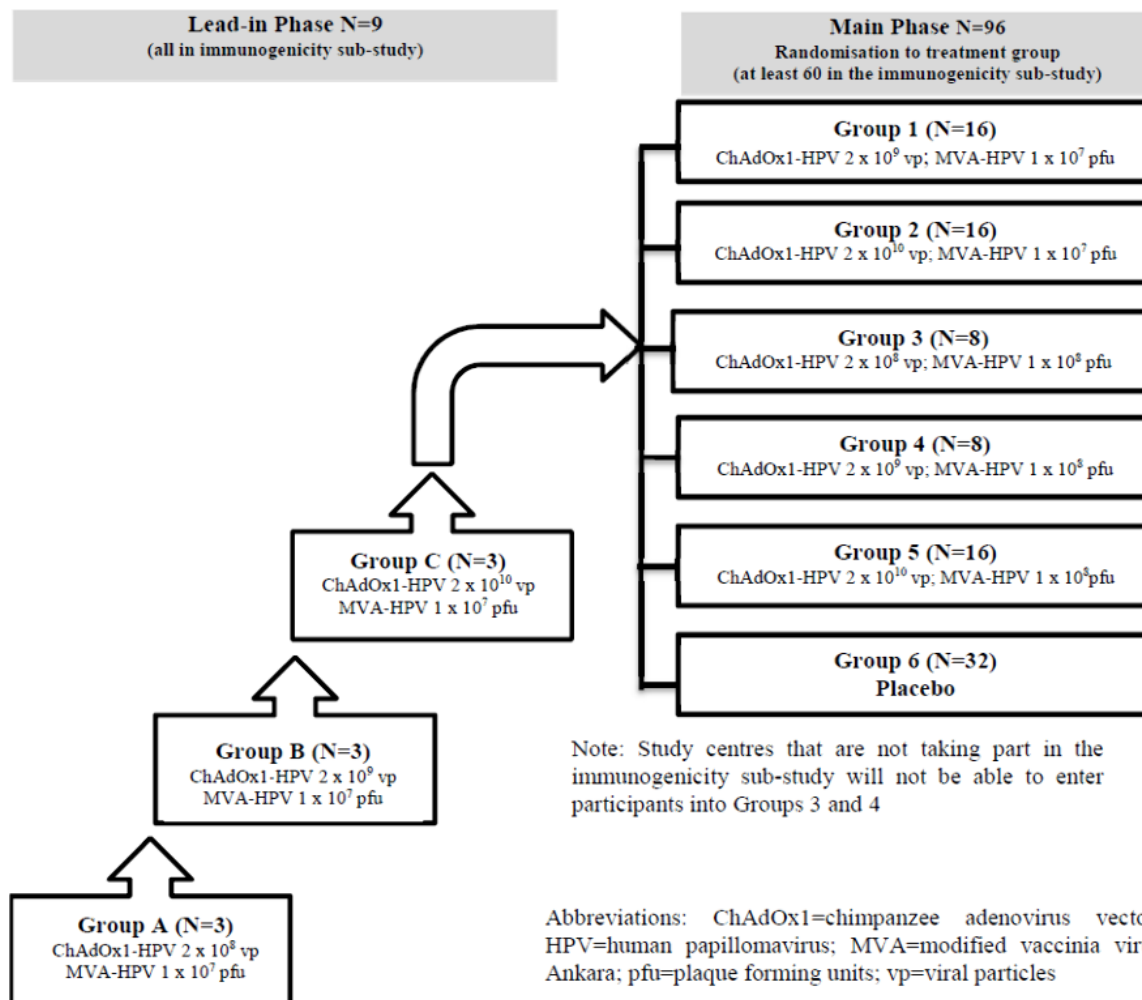 Lead-in Phase N=9
(all in immunogenicity sub-study)
Main Phase N=96
Randomisation to treatment group
(at least 60 in the immunogenicity sub-study)
Group 1 (N=16)
ChAdOx1-HPV 2 x 10⁹ vp; MVA-HPV 1 x 10⁷ pfu
Group 2 (N=16)
ChAdOx1-HPV 2 x 10¹⁰ vp; MVA-HPV 1 x 10⁷ pfu
Group 3 (N=8)
ChAdOx1-HPV 2 x 10⁸ vp; MVA-HPV 1 x 10⁸ pfu
Group 4 (N=8)
ChAdOx1-HPV 2 x 10⁹ vp; MVA-HPV 1 x 10⁸ pfu
Group 5 (N=16)
ChAdOx1-HPV 2 x 10¹⁰ vp; MVA-HPV 1 x 10⁸pfu
Group 6 (N=32)
Placebo
Group C (N=3)
ChAdOx1-HPV 2 x 10¹⁰ vp
MVA-HPV 1 x 10⁷ pfu
Group B (N=3)
ChAdOx1-HPV 2 x 10⁹ vp
MVA-HPV 1 x 10⁷ pfu
Group A (N=3)
ChAdOx1-HPV 2 x 10⁸ vp
MVA-HPV 1 x 10⁷ pfu
Note: Study centres that are not taking part in the
immunogenicity sub-study will not be able to enter
participants into Groups 3 and 4
Abbreviations: ChAdOx1=chimpanzee adenovirus vecto
HPV=human papillomavirus; MVA=modified vaccinia vir
Ankara; pfu=plaque forming units; vp=viral particles